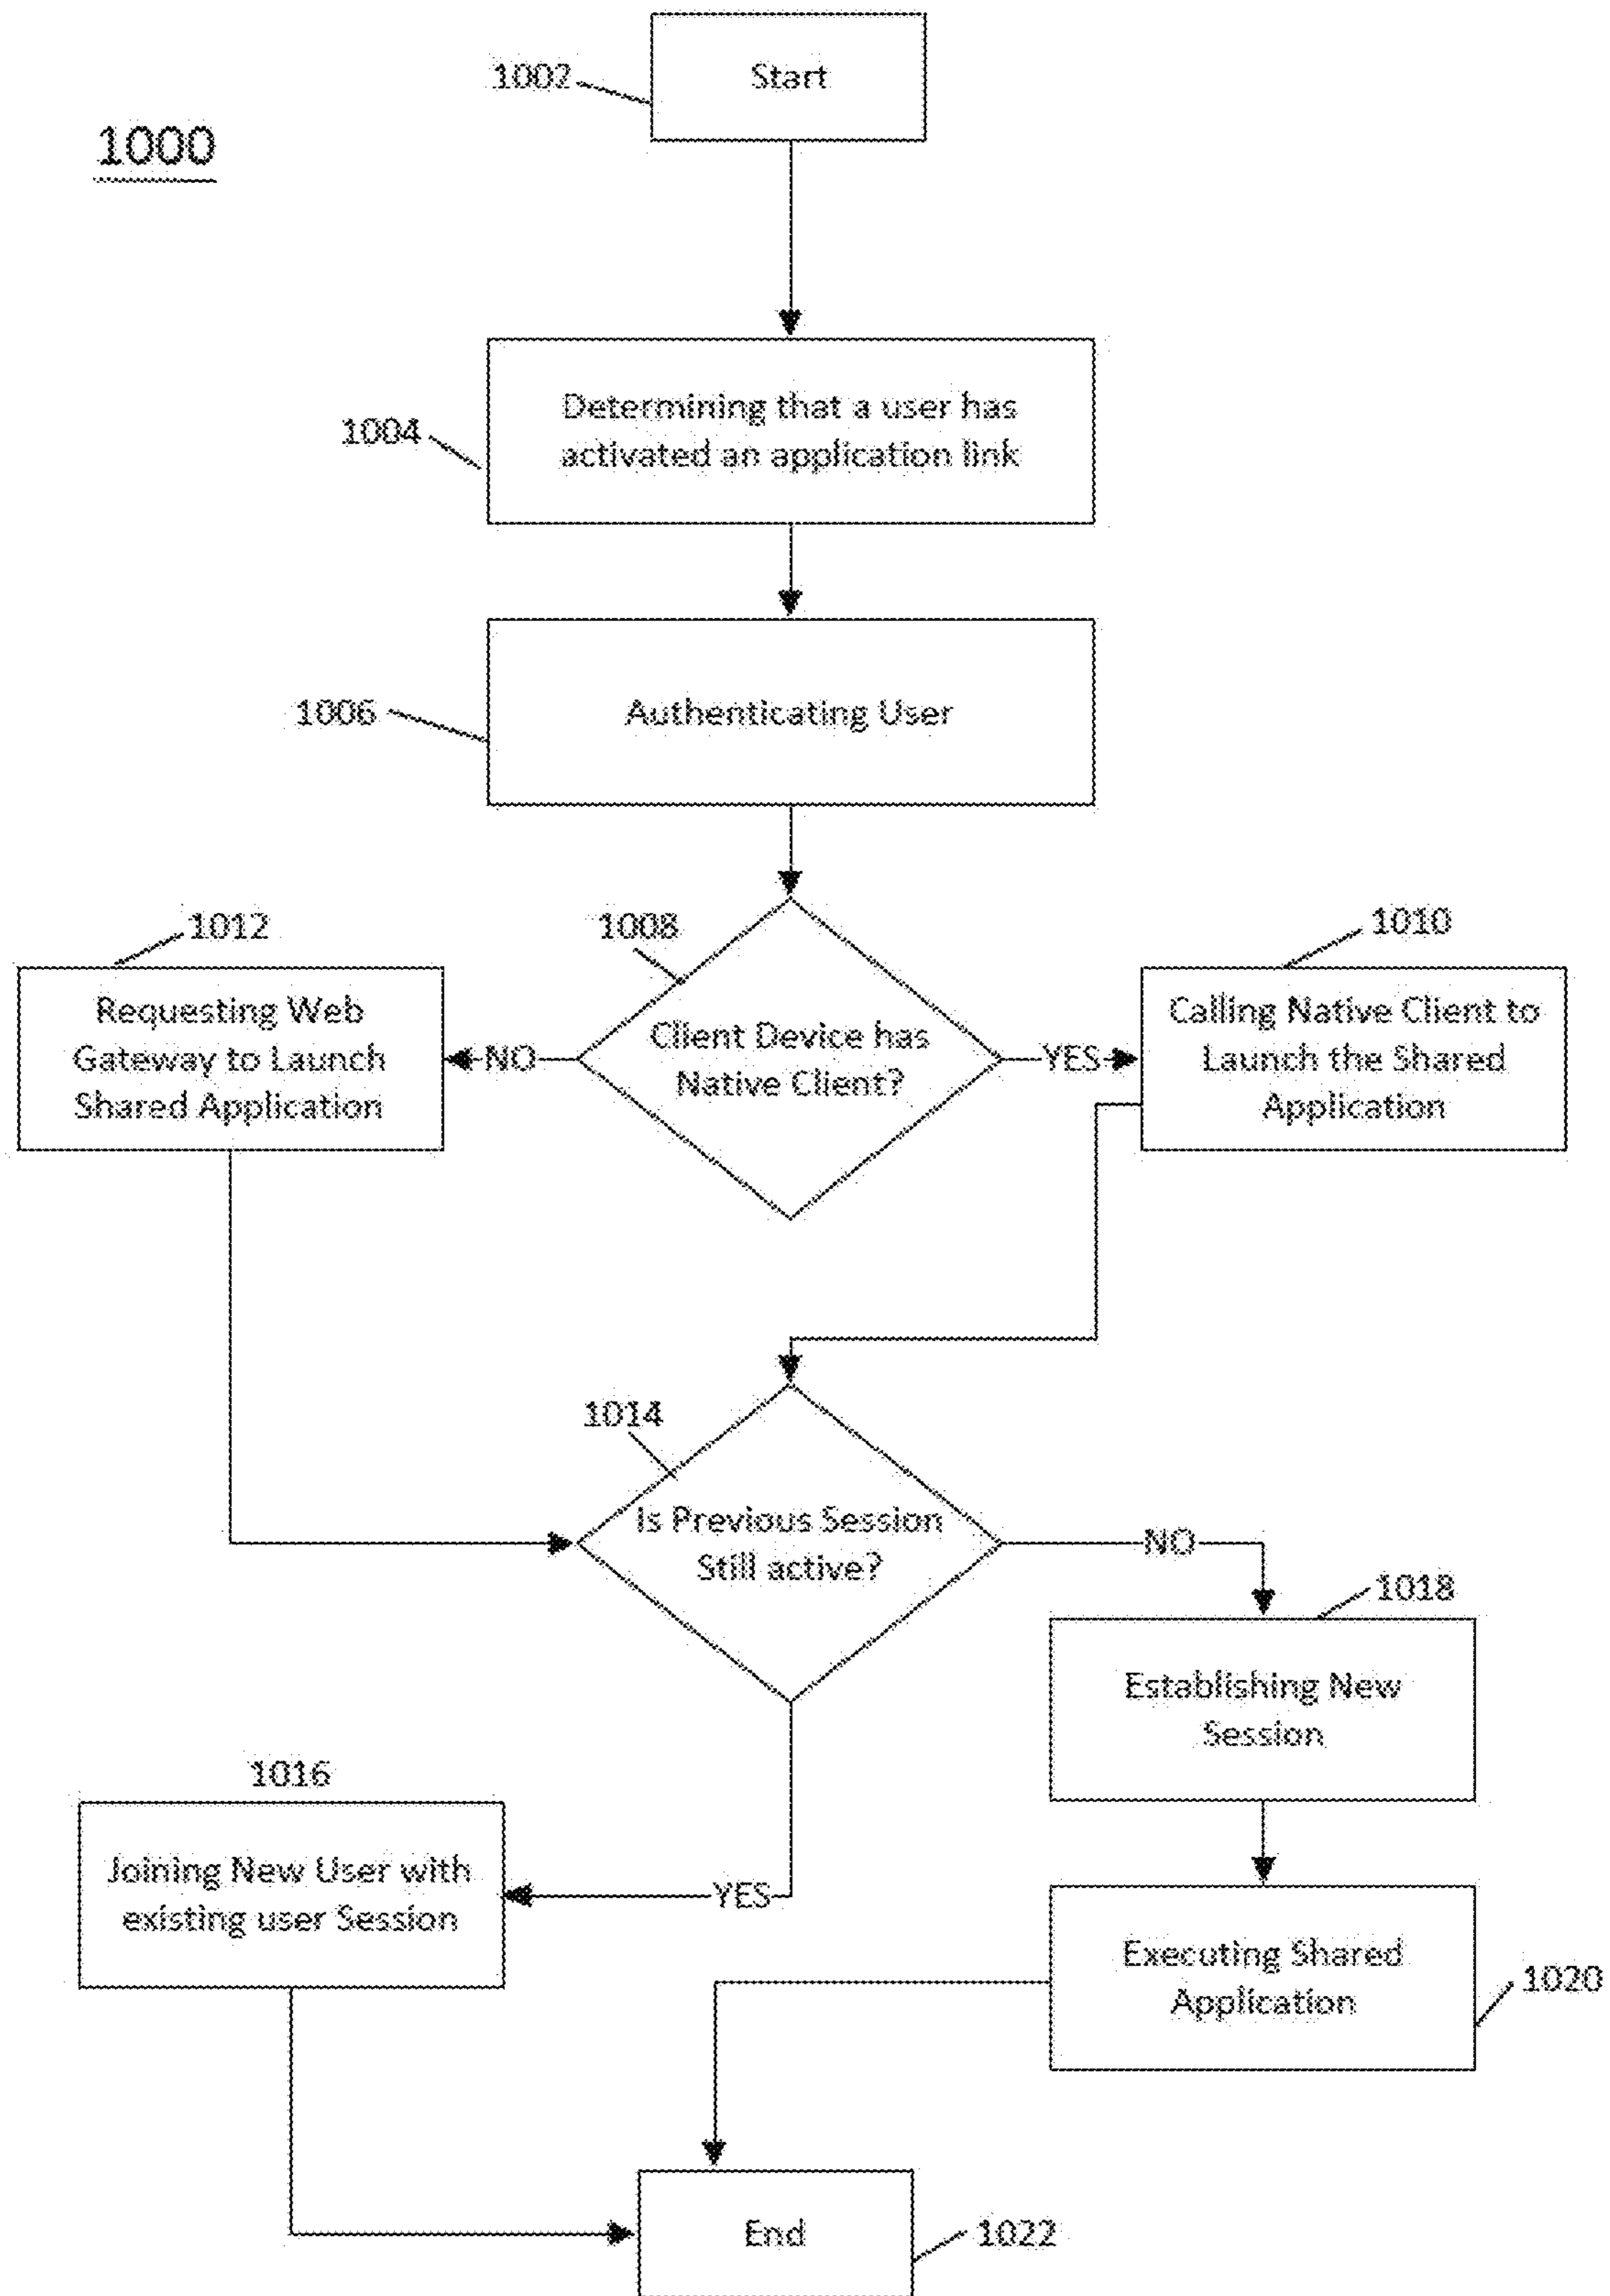 1002
Start
1000
1004
Determining that a user has
activated an application link
1006
Authenticating User
1012
1008
1010
Requesting Web
Gateway to Launch
Shared Application
NO
Client Device has
Native Client?
YES
Calling Native Client to
Launch the Shared
Application
1014
Is Previous Session
Still active?
NO
1018
Establishing New
Session
1016
Joining New User with
existing user Session
YES
Executing Shared
Application
1020
End
1022